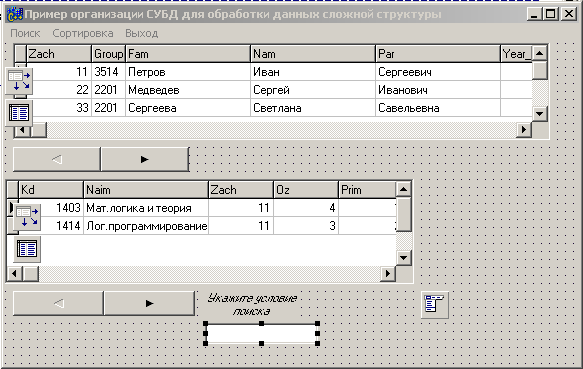 Пример организации СУБД для обработки данных сложной структуры
Поиск Сортировка Выход
Zach Group Fam Nam Par Year_
11 3514 Петров Иван Сергеевич
22 2201 Медведев Сергей Иванович
33 2201 Сергеева Светлана Савельевна
Kd Naim Zach Oz Prim
1403 Мат.логика и теория 11 4
1414 Лог.программирование 11 3
Укажите условие
поиска